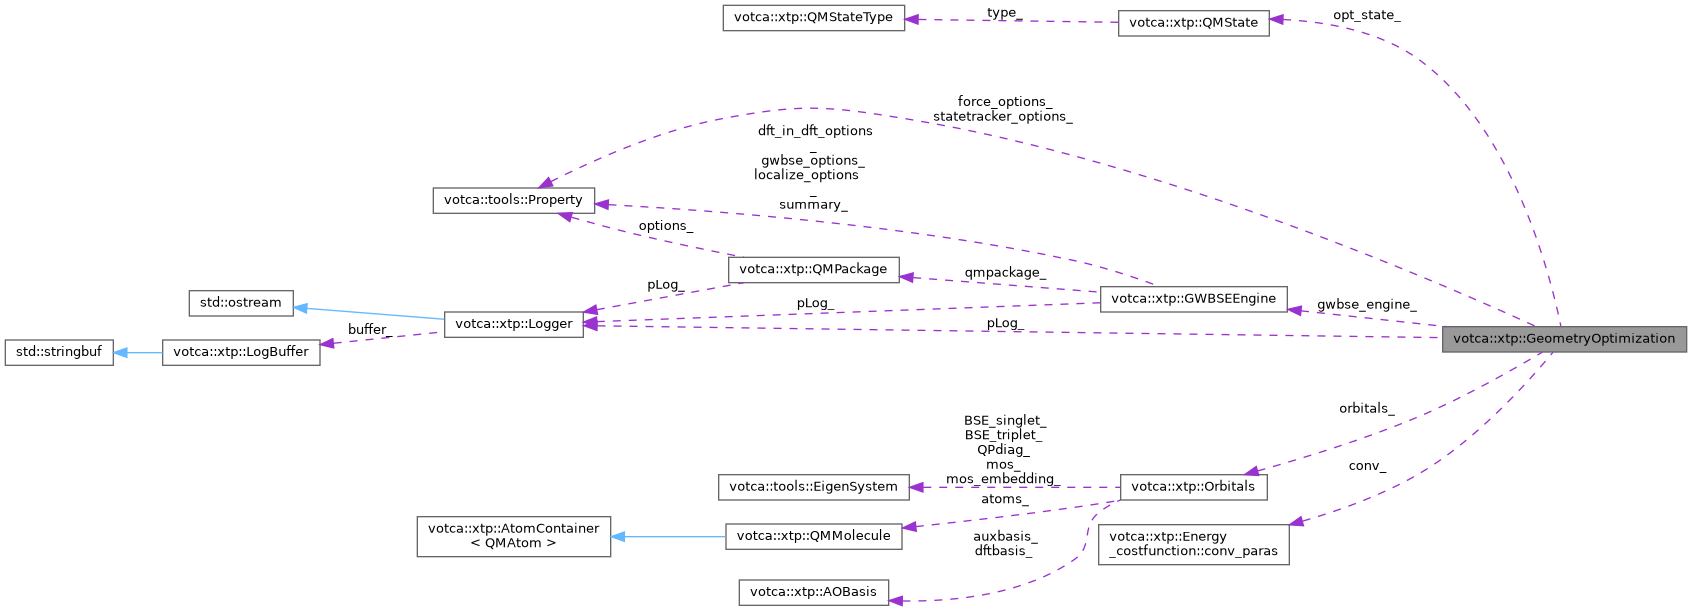 votca::xtp::QMStateType
type_
votca::xtp::QMState
opt_state_
force_options_
statetracker_options_
dft_in_dft_options
_
gwbse_options_
localize_options
_
summary_
votca::tools::Property
options_
votca::xtp::QMPackage
qmpackage_
pLog_
std::ostream
votca::xtp::GWBSEEngine
gwbse_engine_
pLog_
votca::xtp::Logger
pLog_
buffer_
votca::xtp::GeometryOptimization
std::stringbuf
votca::xtp::LogBuffer
orbitals_
BSE_singlet_
BSE_triplet_
QPdiag_
mos_
mos_embedding_
conv_
votca::tools::EigenSystem
votca::xtp::Orbitals
atoms_
votca::xtp::AtomContainer
< QMAtom >
votca::xtp::QMMolecule
auxbasis_
dftbasis_
votca::xtp::Energy
_costfunction::conv_paras
votca::xtp::AOBasis